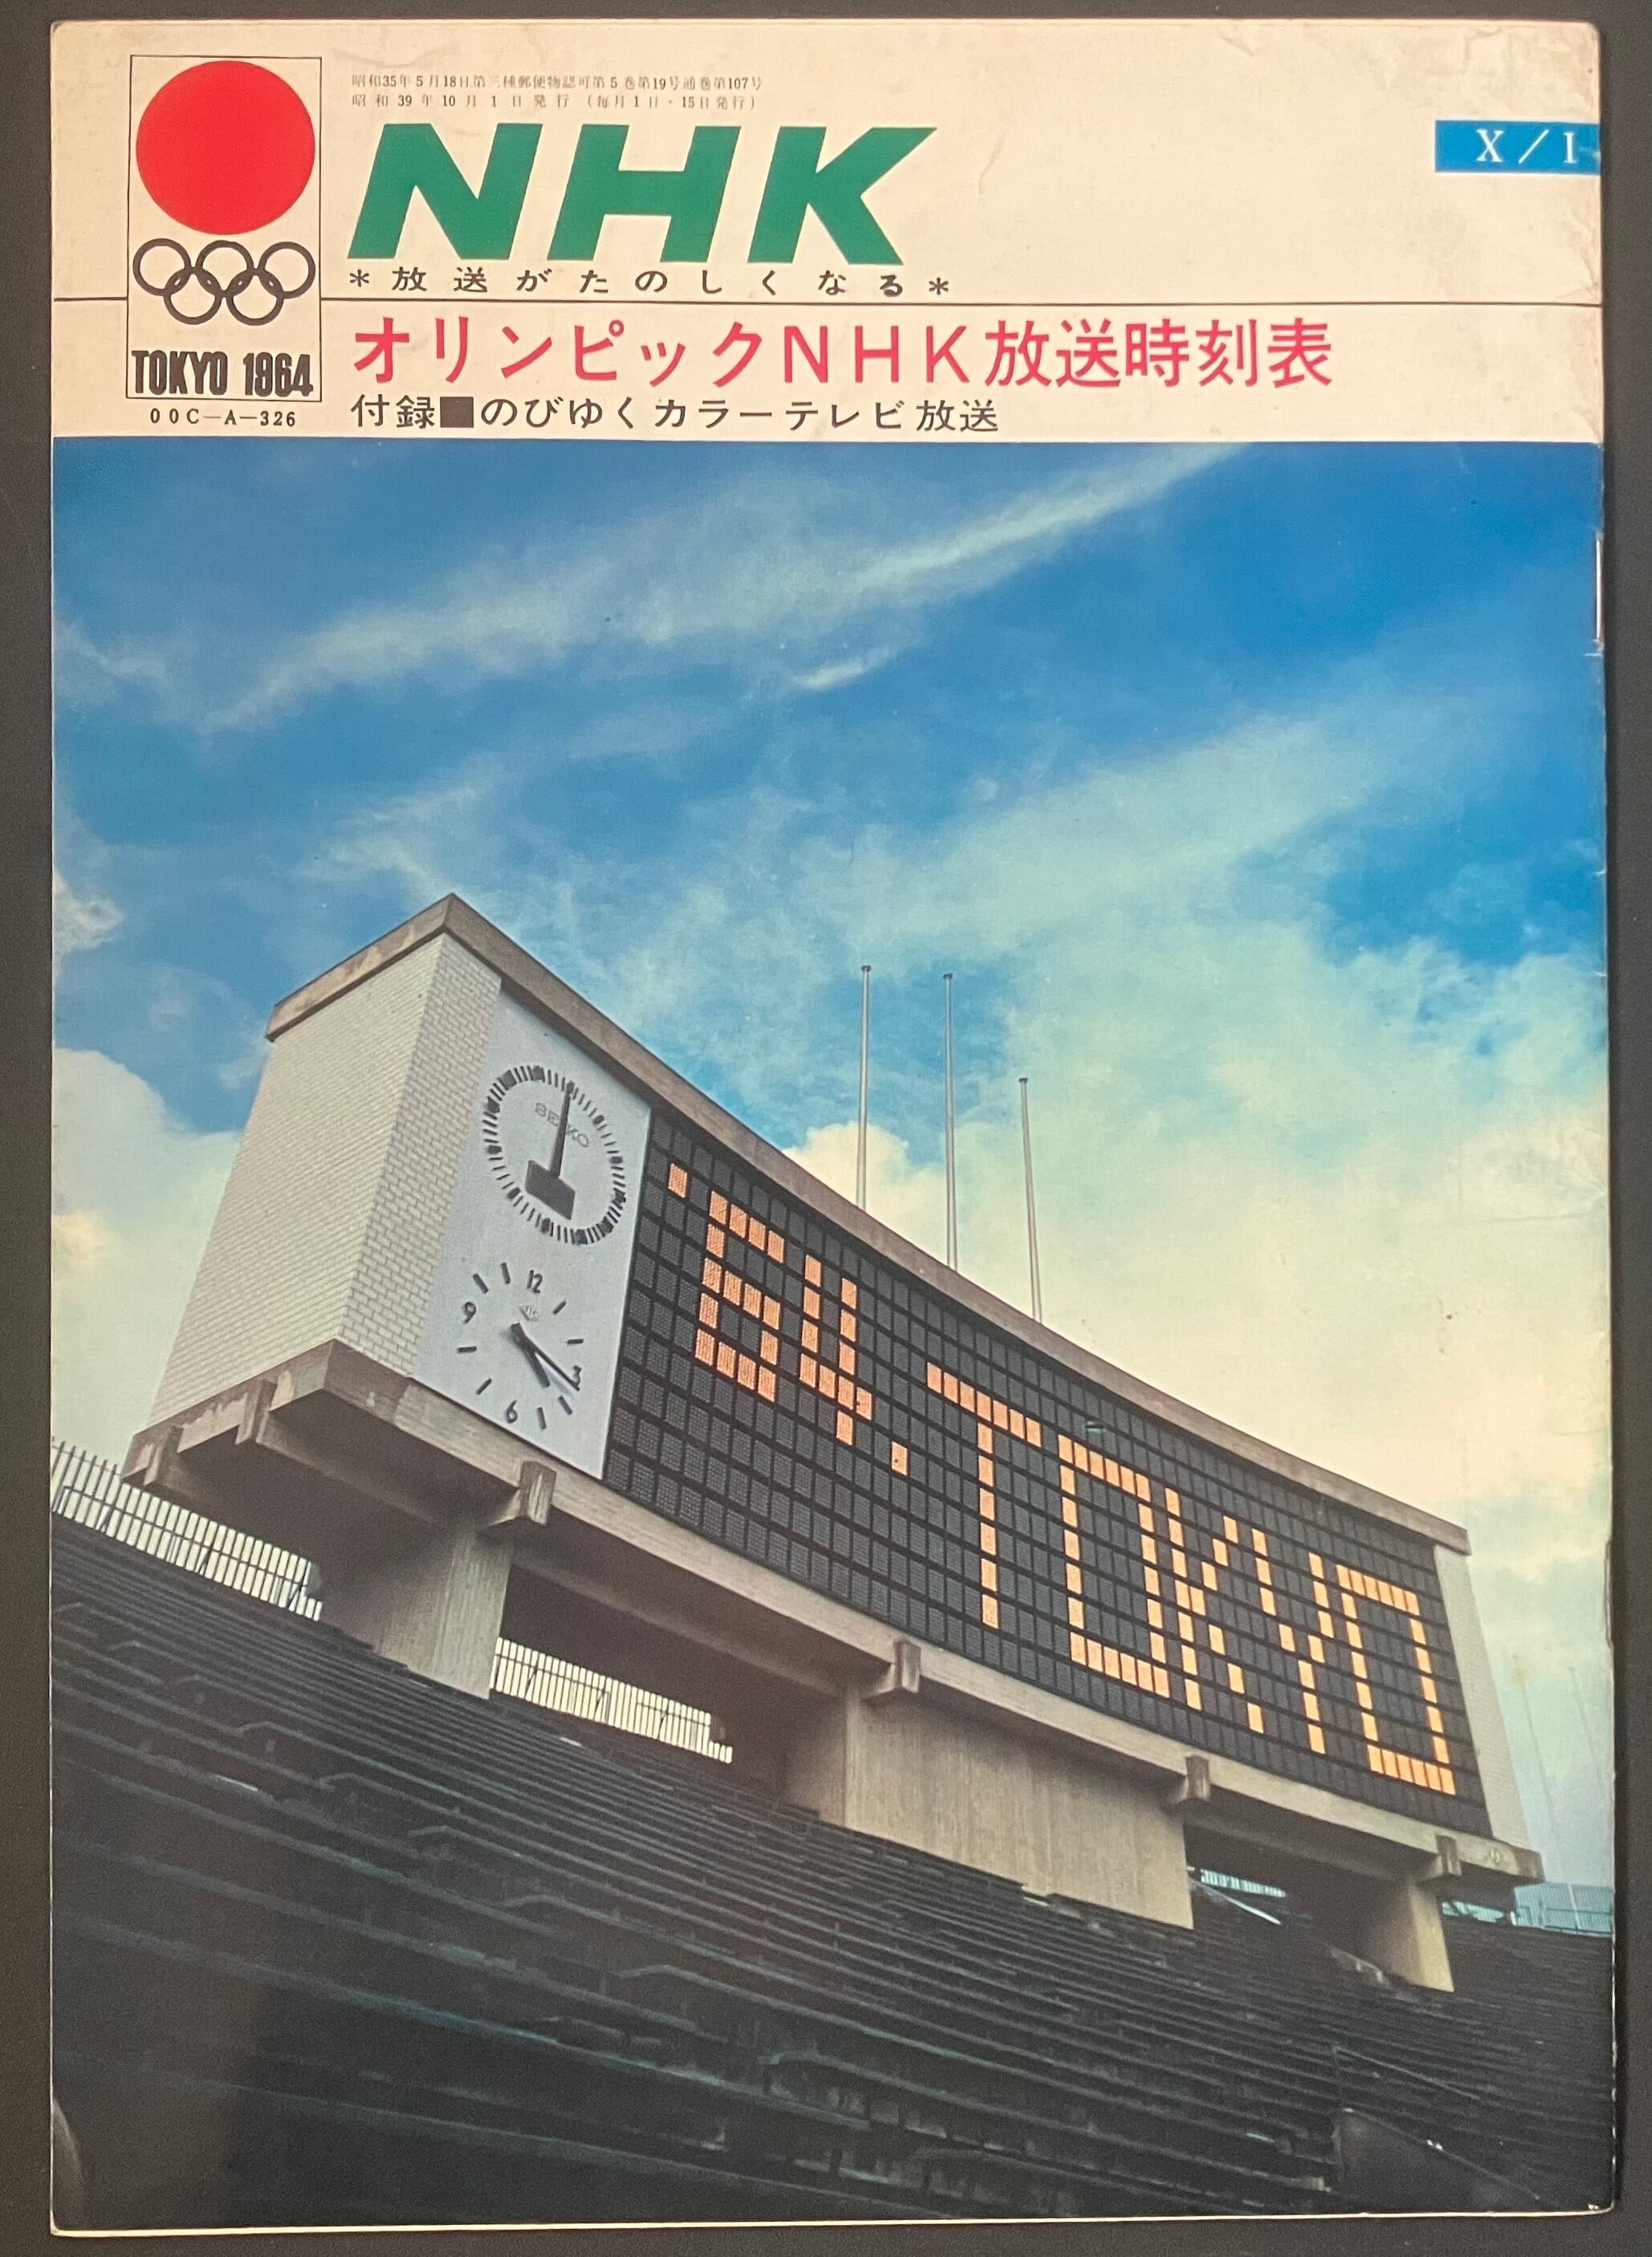 昭和35年5月18日第三種郵便物認可第5巻第19号通巻第107号
昭和39年10月1日発行（毎月1日・15日発行）
NHK
X/1
*放送がたのしくなる*
TOKYO 1964
OOC-A-326
オリンピックNHK放送時刻表
付録■のびゆくカラーテレビ放送
SEIKO
12
9
3
6
'64.TOKYO